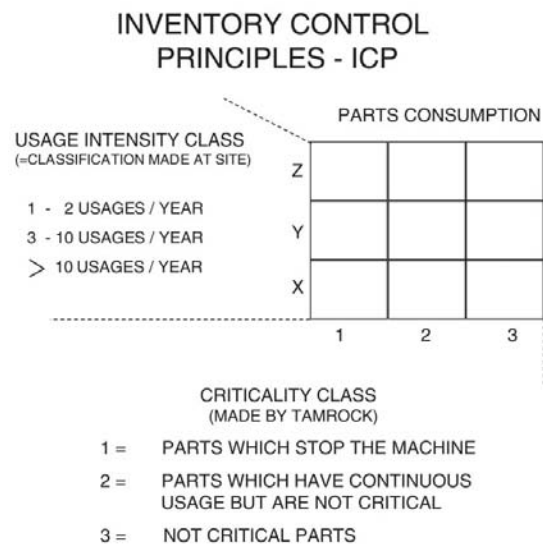 INVENTORY CONTROL
PRINCIPLES - ICP
PARTS CONSUMPTION
USAGE INTENSITY CLASS
(=CLASSIFICATION MADE AT SITE)
1 - 2 USAGES / YEAR
3 - 10 USAGES / YEAR
> 10 USAGES / YEAR
Z
Y
X
1 2 3
CRITICALITY CLASS
(MADE BY TAMROCK)
1 = PARTS WHICH STOP THE MACHINE
2 = PARTS WHICH HAVE CONTINUOUS
USAGE BUT ARE NOT CRITICAL
3 = NOT CRITICAL PARTS